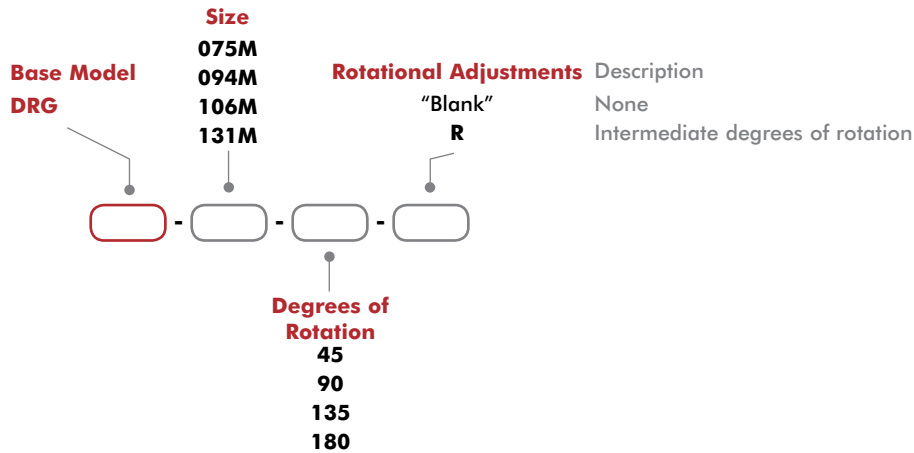 Size
075M
094M
106M
131M
Base Model
DRG
Rotational Adjustments Description
“Blank” None
R Intermediate degrees of rotation
- - -
Degrees of
Rotation
45
90
135
180